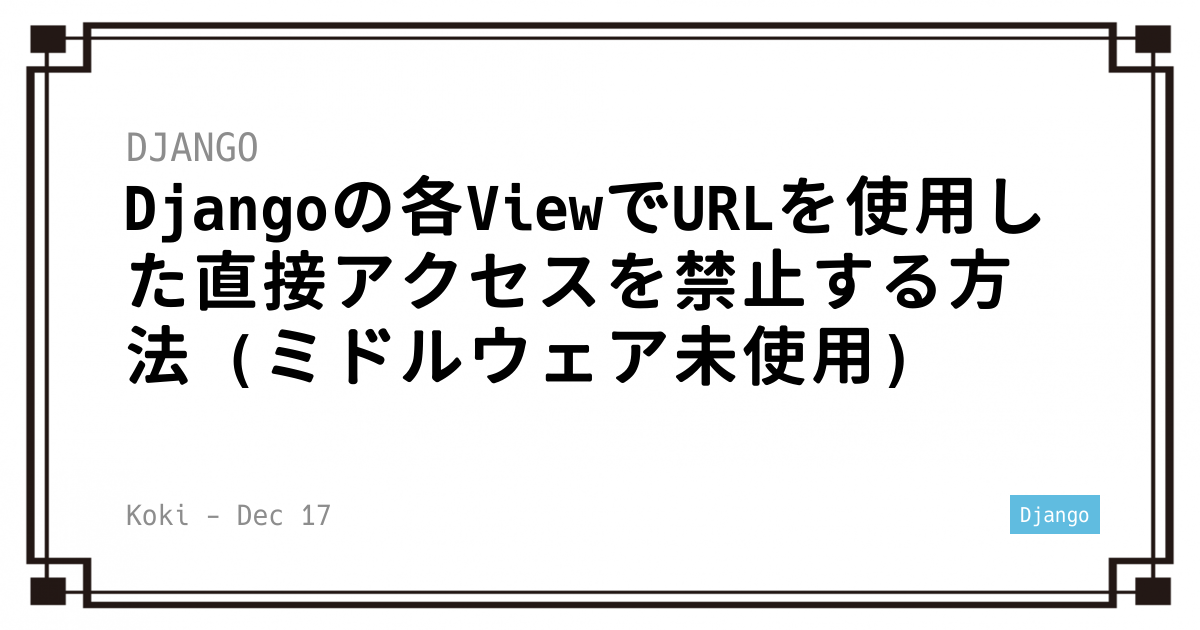 DJANGO
Djangoの各ViewでURLを使用し
た直接アクセスを禁止する方
法（ミドルウェア未使用）
Koki – Dec 17
Django